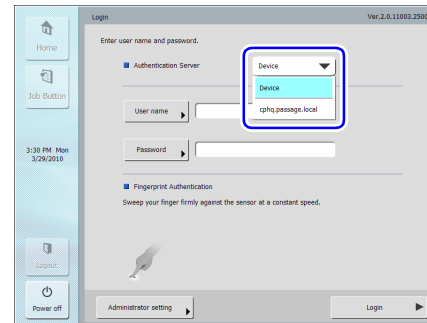 Login
Ver.2.0.11003.2500
Home
Job Button
3:30 PM Mon
3/29/2010
Logout
Power off
Enter user name and password.
Authentication Server
Device
Device
cphq.passage.local
User name
Password
Fingerprint Authentication
Sweep your finger firmly against the sensor at a constant speed.
Administrator setting
Login